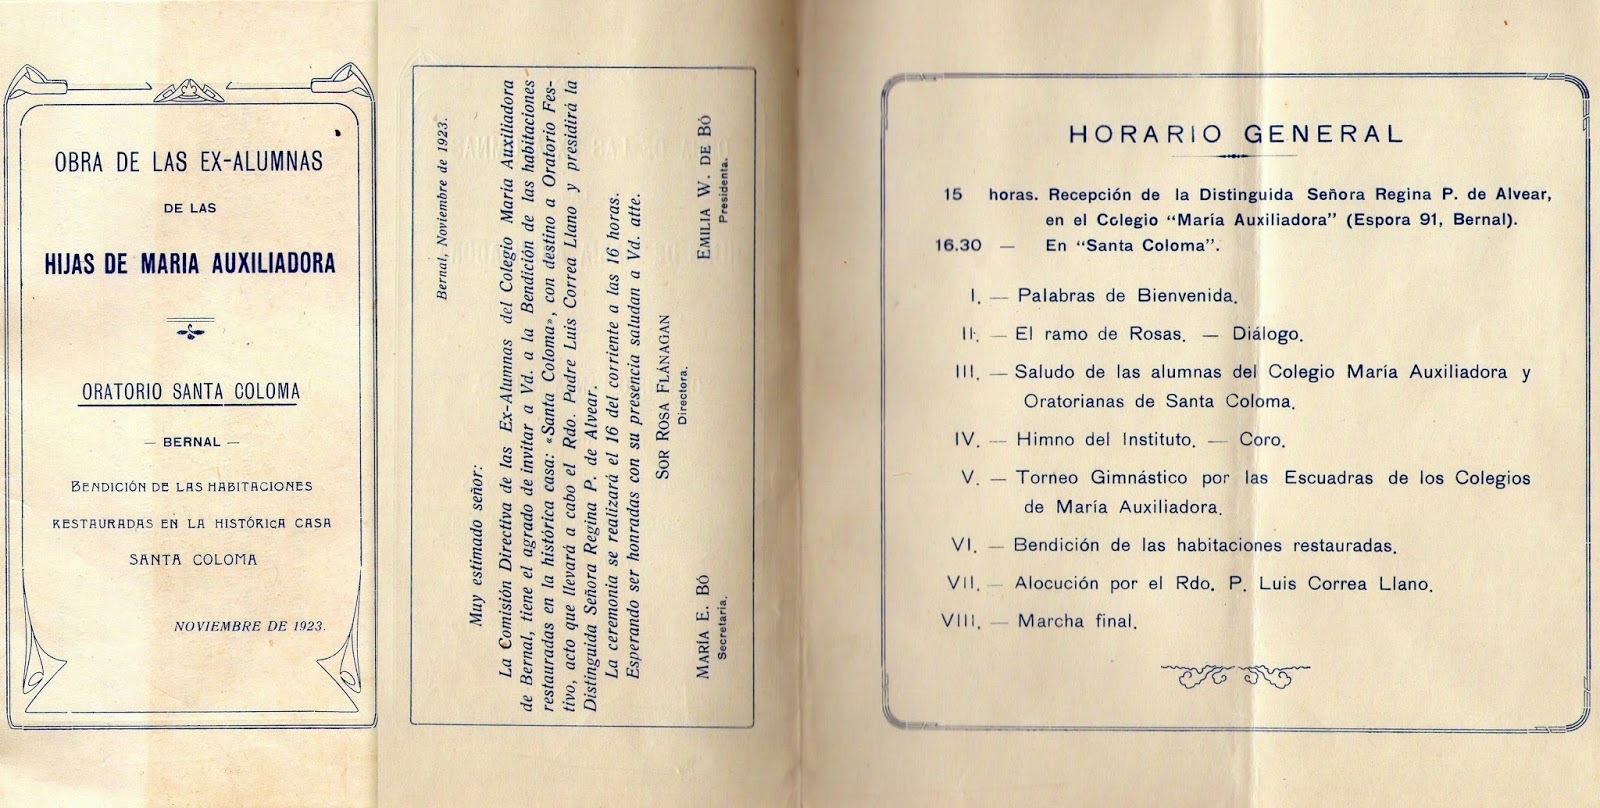 OBRA DE LAS EX-ALUMNAS
DE LAS
HIJAS DE MARIA AUXILIADORA
ORATORIO SANTA COLOMA
— BERNAL —
BENDICIÓN DE LAS HABITACIONES
RESTAURADAS EN LA HISTÓRICA CASA
SANTA COLOMA
NOVIEMBRE DE 1923.
Bernal, Noviembre de 1923.
Muy estimado señor:
La Comisión Directiva de las Ex-Alumnas del Colegio María Auxiliadora
de Bernal, tiene el agrado de invitar a Vd. a la Bendición de las habitaciones
restauradas en la histórica casa: «Santa Coloma», con destino a Oratorio Fes-
tivo, acto que llevará a cabo el Rdo. Padre Luis Correa Llano y presidirá la
Distinguida Señora Regina P. de Alvear.
La ceremonia se realizará el 16 del corriente a las 16 horas.
Esperando ser honradas con su presencia saludan a Vd. atte.
SOR ROSA FLÁNAGAN
Directora.
MARÍA E. BÓ
Secretaria.
EMILIA W. DE BÓ
Presidenta.
HORARIO GENERAL
15 horas. Recepción de la Distinguida Señora Regina P. de Alvear,
en el Colegio “María Auxiliadora” (Espora 91, Bernal).
16.30 — En “Santa Coloma”.
I. — Palabras de Bienvenida.
II. — El ramo de Rosas. — Diálogo.
III. — Saludo de las alumnas del Colegio María Auxiliadora y
Oratorianas de Santa Coloma.
IV. — Himno del Instituto. — Coro.
V. — Torneo Gimnástico por las Escuadras de los Colegios
de María Auxiliadora.
VI. — Bendición de las habitaciones restauradas.
VII. — Alocución por el Rdo. P. Luis Correa Llano.
VIII. — Marcha final.